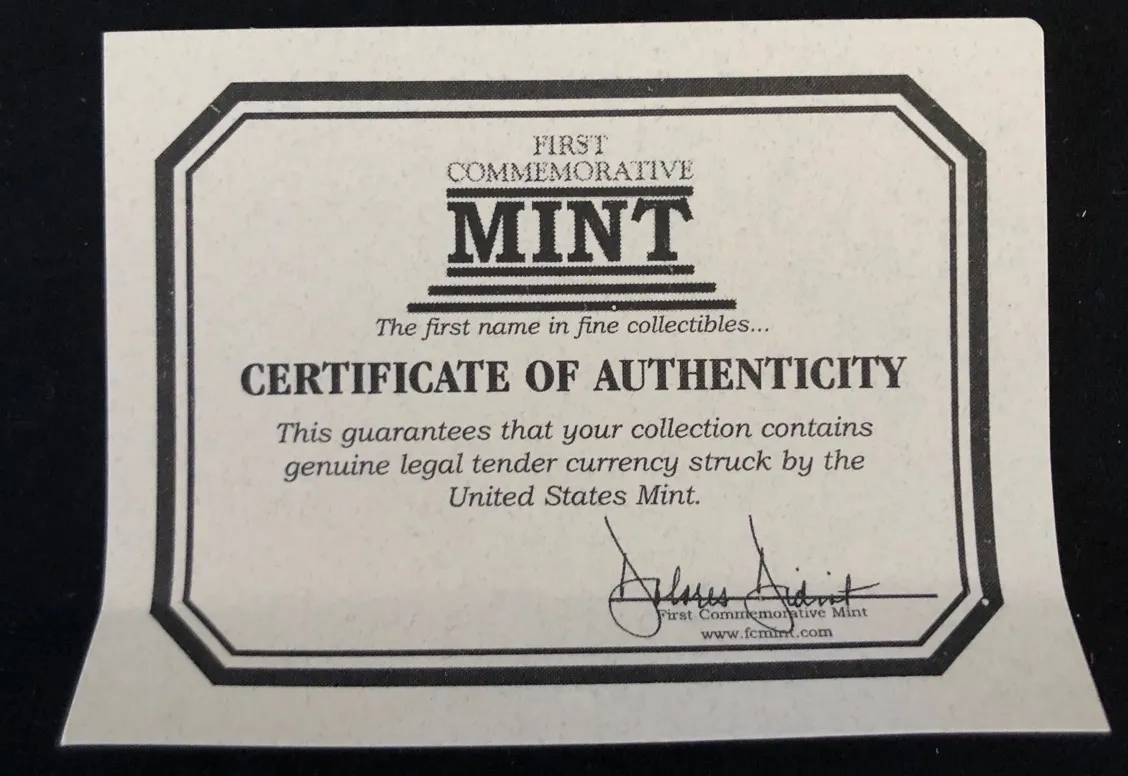 FIRST
COMMEMORATIVE
MINT
The first name in fine collectibles...
CERTIFICATE OF AUTHENTICITY
This guarantees that your collection contains
genuine legal tender currency struck by the
United States Mint.
Dolores
First Commemorative Mint
www.fcmint.com